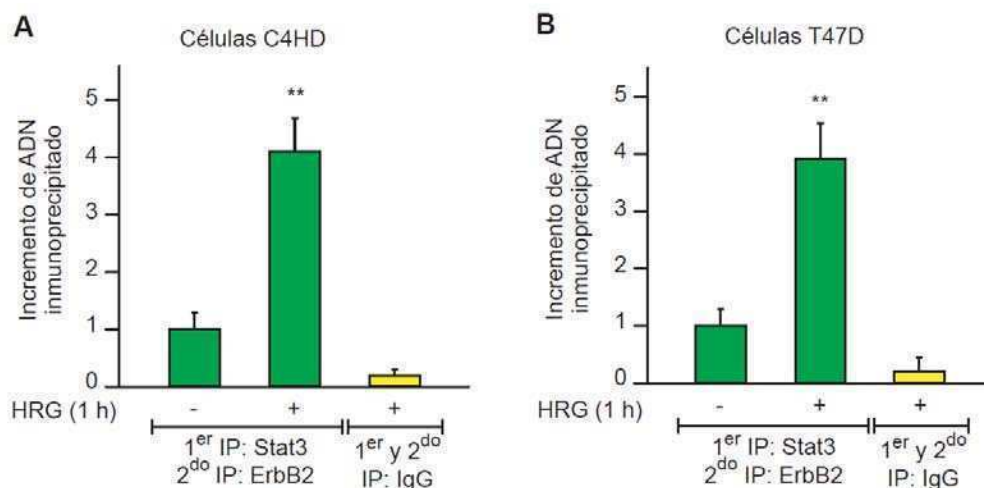 A
Células C4HD
Incremento de ADN
inmunoprecipitado
5
4
3
2
1
0
**
HRG (1 h)
-
+
+
1er IP: Stat3
2do IP: ErbB2
1er y 2do
IP: IgG
B
Células T47D
Incremento de ADN
inmunoprecipitado
5
4
3
2
1
0
**
HRG (1 h)
-
+
+
1er IP: Stat3
2do IP: ErbB2
1er y 2do
IP: IgG